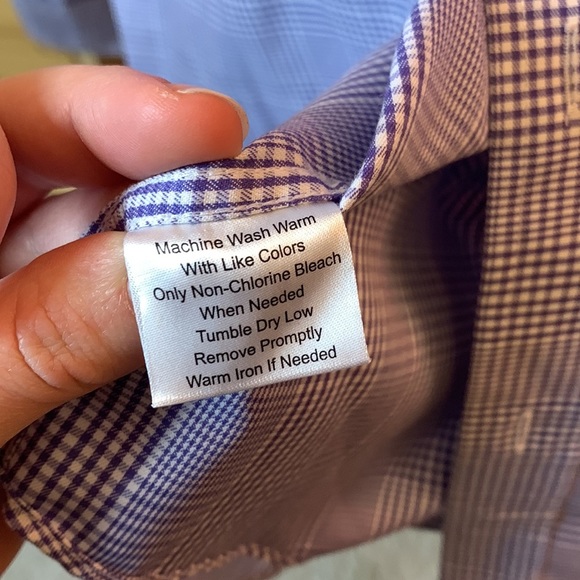 Machine Wash Warm
With Like Colors
Only Non-Chlorine Bleach
When Needed
Tumble Dry Low
Remove Promptly
Warm Iron If Needed